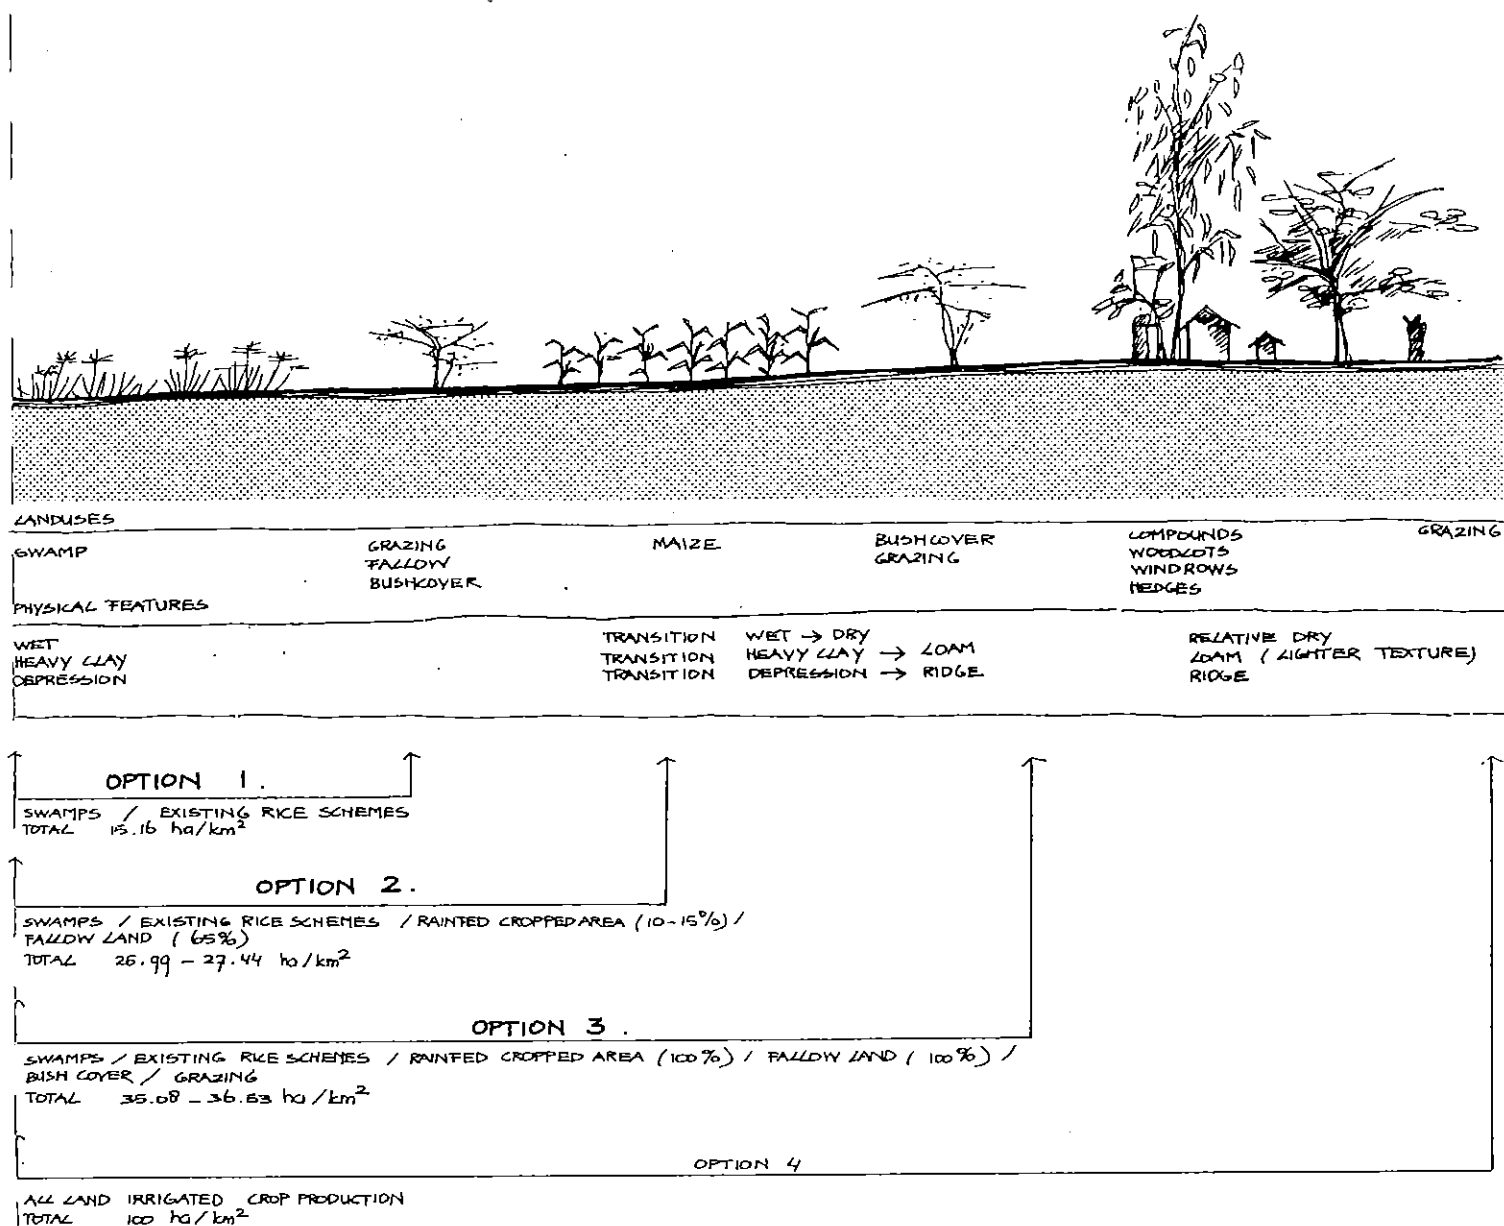 LANDUSES
SWAMP
GRAZING
FALLOW
BUSHCOVER
MAIZE
BUSHCOVER
GRAZING
COMPOUNDS
WOODLOTS
WINDROWS
HEDGES
GRAZING
PHYSICAL FEATURES
WET
HEAVY CLAY
DEPRESSION
TRANSITION WET → DRY
TRANSITION HEAVY CLAY → LOAM
TRANSITION DEPRESSION → RIDGE
RELATIVE DRY
LOAM (LIGHTER TEXTURE)
RIDGE
OPTION 1.
SWAMPS / EXISTING RICE SCHEMES
TOTAL 15.16 ha/km²
OPTION 2.
SWAMPS / EXISTING RICE SCHEMES / RAINFED CROPPED AREA (10-15%) /
FALLOW LAND (65%)
TOTAL 26.99 - 27.44 ha/km²
OPTION 3.
SWAMPS / EXISTING RICE SCHEMES / RAINFED CROPPED AREA (100%) / FALLOW LAND (100%) /
BUSH COVER / GRAZING
TOTAL 35.08 - 36.53 ha/km²
OPTION 4
ALL LAND IRRIGATED CROP PRODUCTION
TOTAL 100 ha/km²